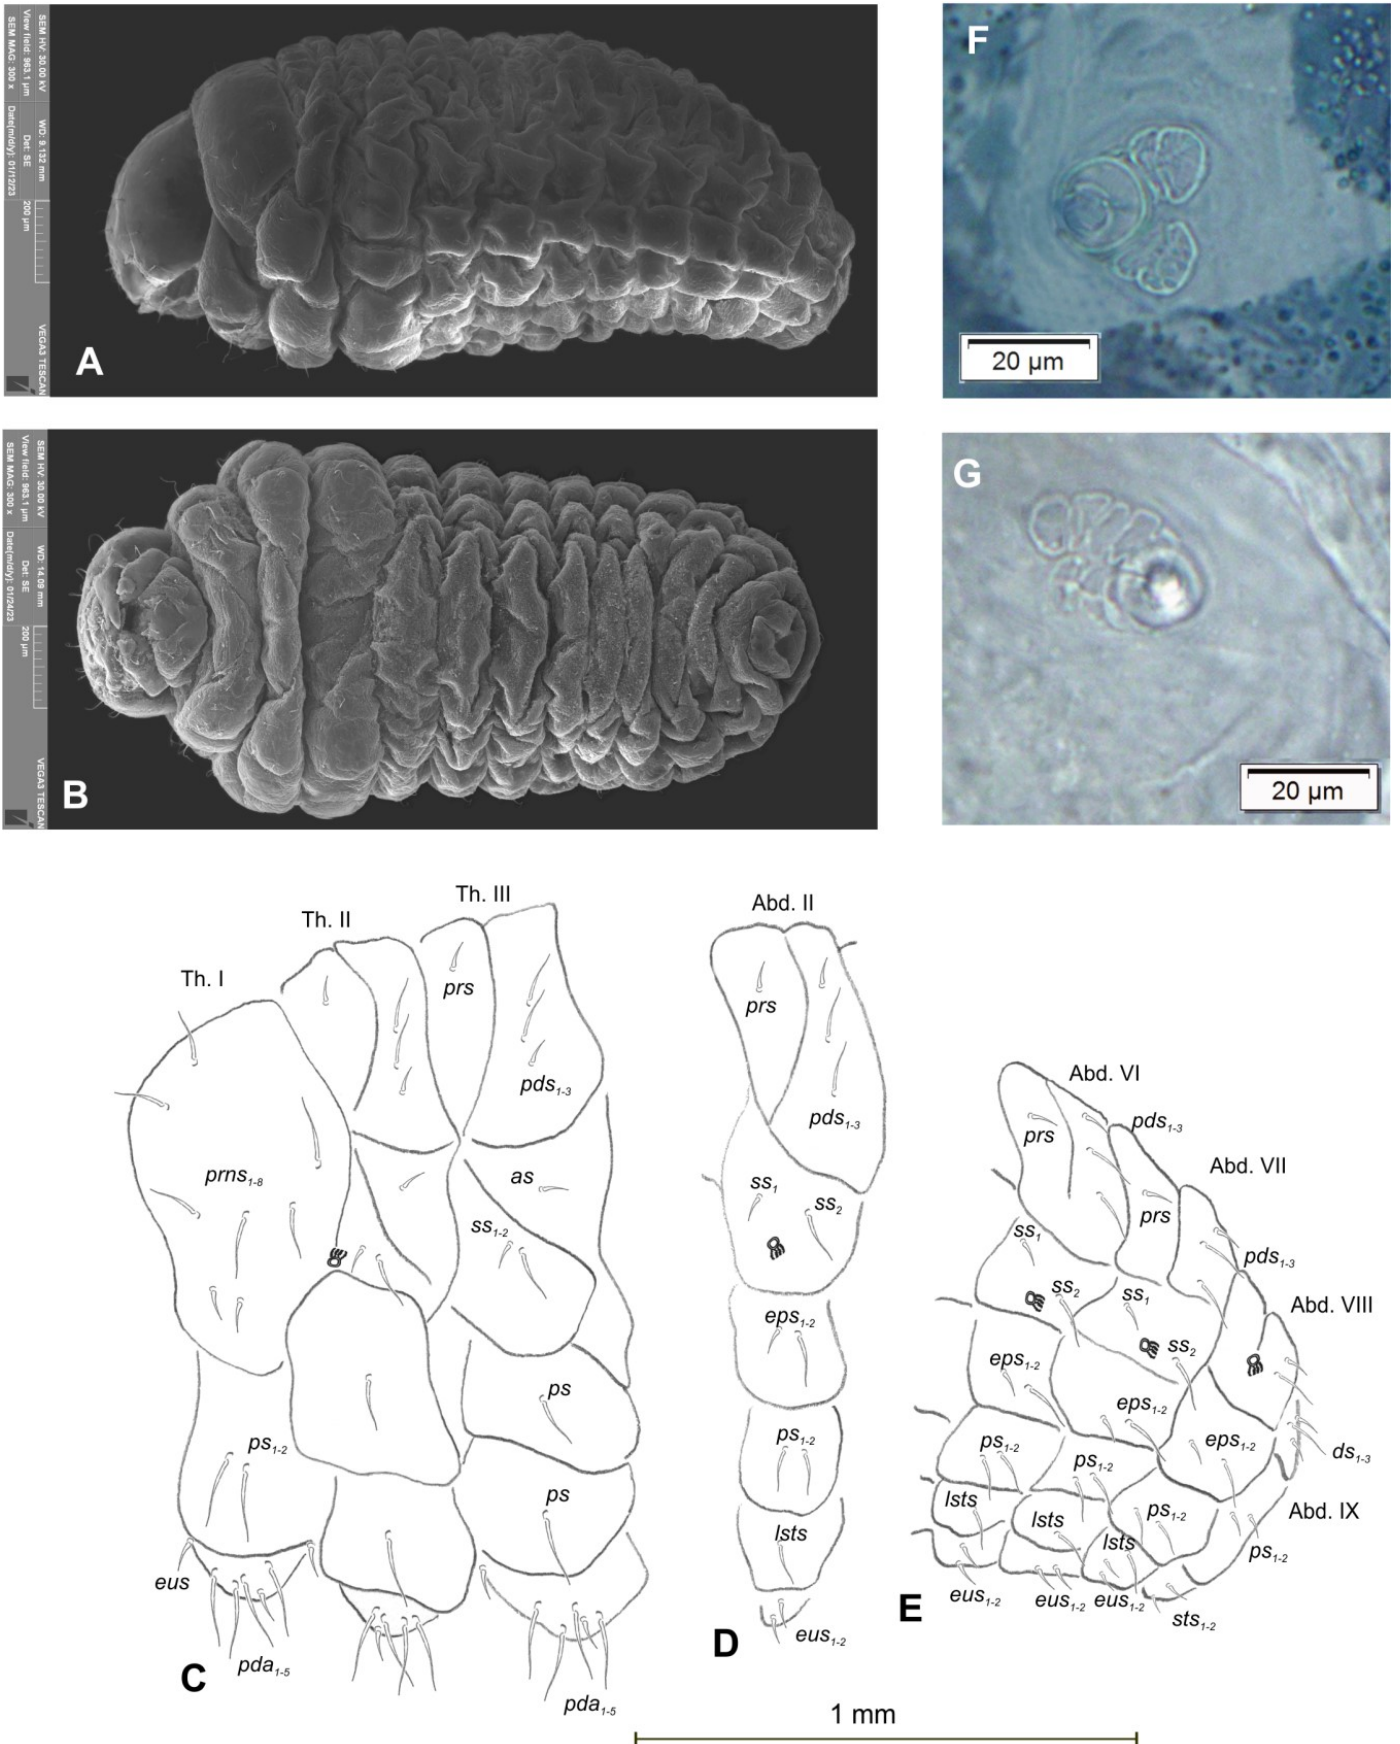 SEM HV: 30.00 kV
WD: 9.132 mm
View field: 963.1 µm
Det: SE
SEM MAG: 300 x
Date(m/d/y): 01/12/23
200 µm
VEGA3 TESCAN
A
F
20 µm
SEM HV: 30.00 kV
WD: 14.09 mm
View field: 963.1 µm
Det: SE
SEM MAG: 300 x
Date(m/d/y): 01/24/23
200 µm
VEGA3 TESCAN
B
G
20 µm
Th. I
Th. II
Th. III
prs
pds1-3
prns1-8
as
ss1-2
ps
ps1-2
ps
eus
pda1-5
pda1-5
C
Abd. II
prs
pds1-3
ss1
ss2
eps1-2
ps1-2
lsts
eus1-2
D
Abd. VI
pds1-3
prs
Abd. VII
prs
pds1-3
ss1
ss2
ss1
ss2
Abd. VIII
eps1-2
eps1-2
eps1-2
ds1-3
ps1-2
ps1-2
ps1-2
Abd. IX
lsts
lsts
lsts
ps1-2
eus1-2
eus1-2
eus1-2
sts1-2
E
1 mm